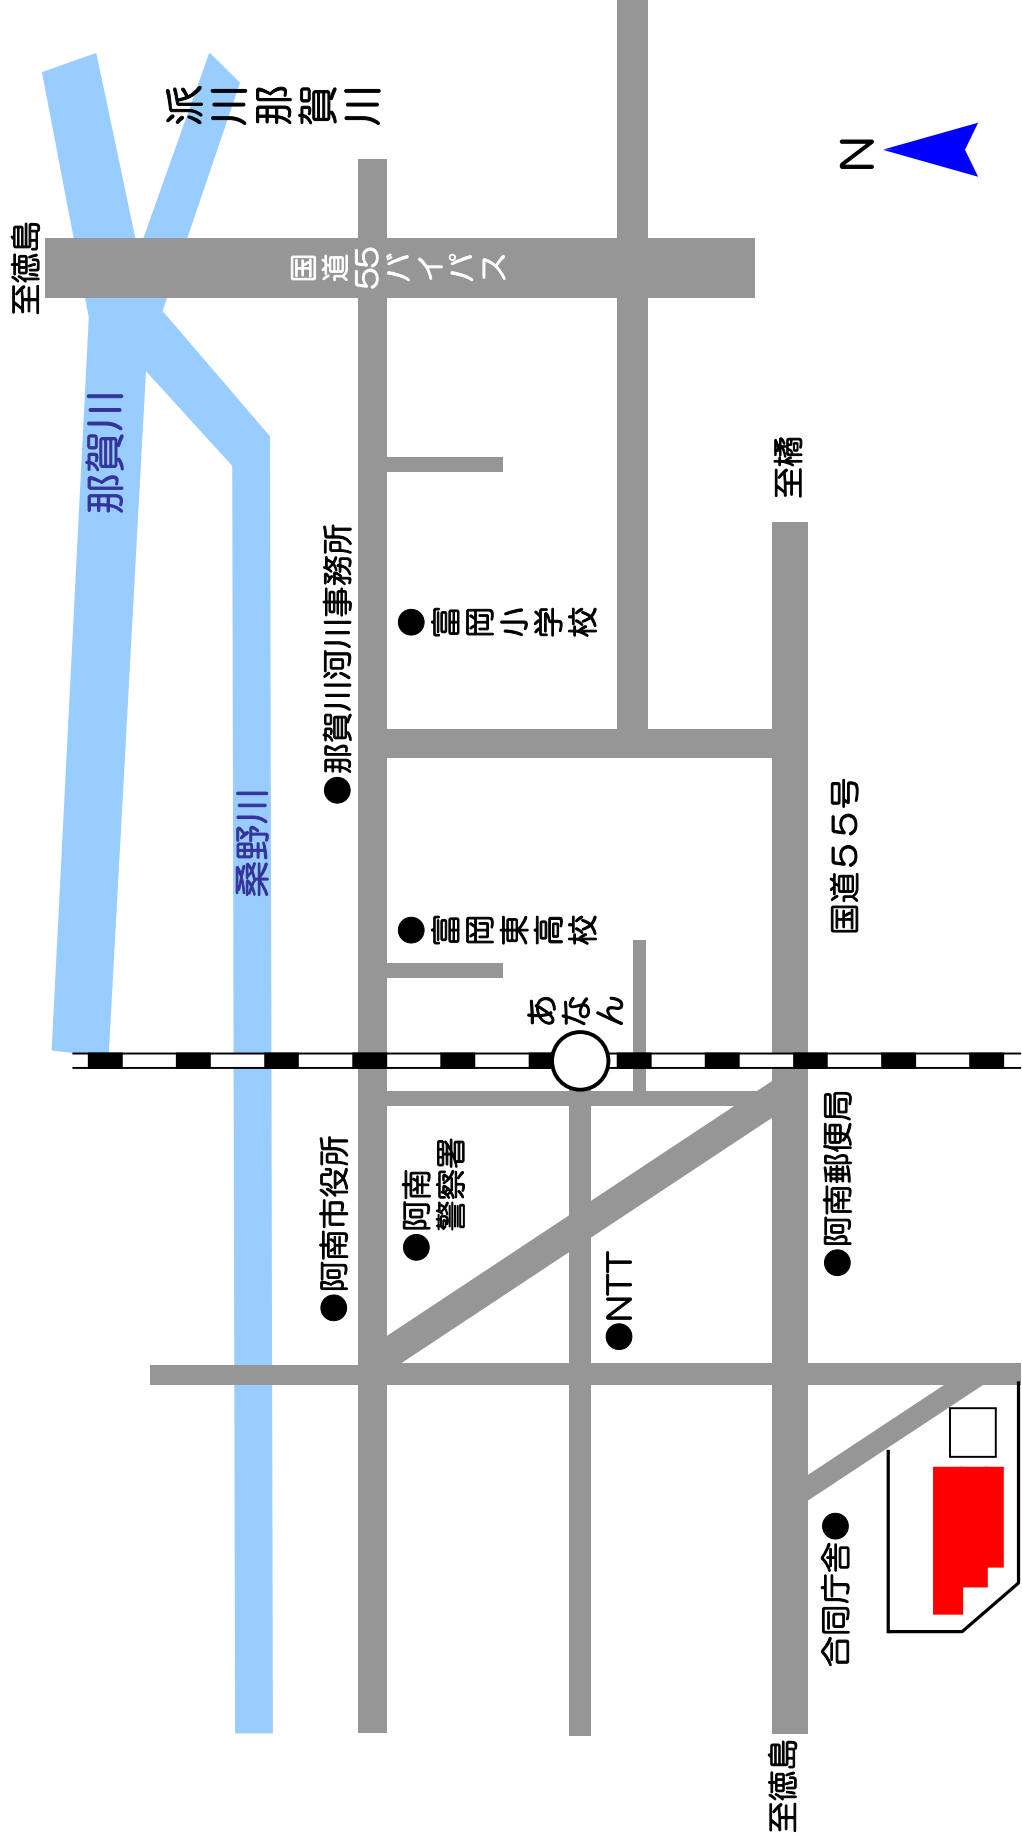 至徳島
派川那賀川
N
国道55バイパス
那賀川
至橘
那賀川河川事務所
富岡小学校
桑野川
国道５５号
富岡東高校
あなん
阿南市役所
阿南
警察署
阿南郵便局
NTT
合同庁舎
至徳島